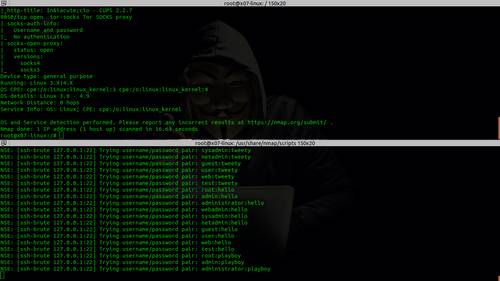 root@x07-linux: / 150x20
|_http-title: Inl&iacute;cio - CUPS 2.2.7
9050/tcp open  tor-socks Tor SOCKS proxy
| socks-auth-info:
|   Username and password
|_  No authentication
| socks-open-proxy:
|   status: open
|   versions:
|     socks4
|_    socks5
Device type: general purpose
Running: Linux 3.X|4.X
OS CPE: cpe:/o:linux:linux_kernel:3 cpe:/o:linux:linux_kernel:4
OS details: Linux 3.8 - 4.9
Network Distance: 0 hops
Service Info: OS: Linux; CPE: cpe:/o:linux:linux_kernel
OS and Service detection performed. Please report any incorrect results at https://nmap.org/submit/ .
Nmap done: 1 IP address (1 host up) scanned in 16.63 seconds
root@x07-linux:/#
root@x07-linux: /usr/share/nmap/scripts 150x20
NSE: [ssh-brute 127.0.0.1:22] Trying username/password pair: sysadmin:tweety
NSE: [ssh-brute 127.0.0.1:22] Trying username/password pair: netadmin:tweety
NSE: [ssh-brute 127.0.0.1:22] Trying username/password pair: guest:tweety
NSE: [ssh-brute 127.0.0.1:22] Trying username/password pair: user:tweety
NSE: [ssh-brute 127.0.0.1:22] Trying username/password pair: web:tweety
NSE: [ssh-brute 127.0.0.1:22] Trying username/password pair: test:tweety
NSE: [ssh-brute 127.0.0.1:22] Trying username/password pair: root:hello
NSE: [ssh-brute 127.0.0.1:22] Trying username/password pair: admin:hello
NSE: [ssh-brute 127.0.0.1:22] Trying username/password pair: administrator:hello
NSE: [ssh-brute 127.0.0.1:22] Trying username/password pair: webadmin:hello
NSE: [ssh-brute 127.0.0.1:22] Trying username/password pair: sysadmin:hello
NSE: [ssh-brute 127.0.0.1:22] Trying username/password pair: netadmin:hello
NSE: [ssh-brute 127.0.0.1:22] Trying username/password pair: guest:hello
NSE: [ssh-brute 127.0.0.1:22] Trying username/password pair: user:hello
NSE: [ssh-brute 127.0.0.1:22] Trying username/password pair: web:hello
NSE: [ssh-brute 127.0.0.1:22] Trying username/password pair: test:hello
NSE: [ssh-brute 127.0.0.1:22] Trying username/password pair: root:playboy
NSE: [ssh-brute 127.0.0.1:22] Trying username/password pair: admin:playboy
NSE: [ssh-brute 127.0.0.1:22] Trying username/password pair: administrator:playboy